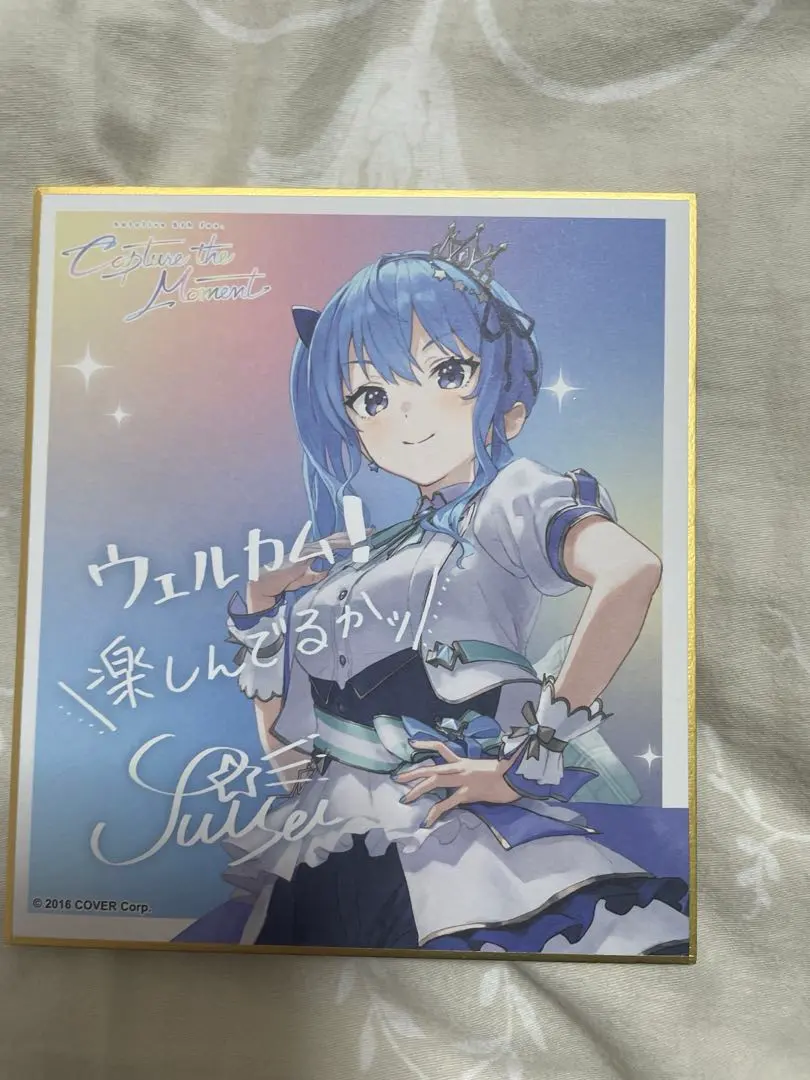 hololive 5th fes.
Capture the
Moment
ウェルカム!
楽しんでるかッ
Suisei
© 2016 COVER Corp.